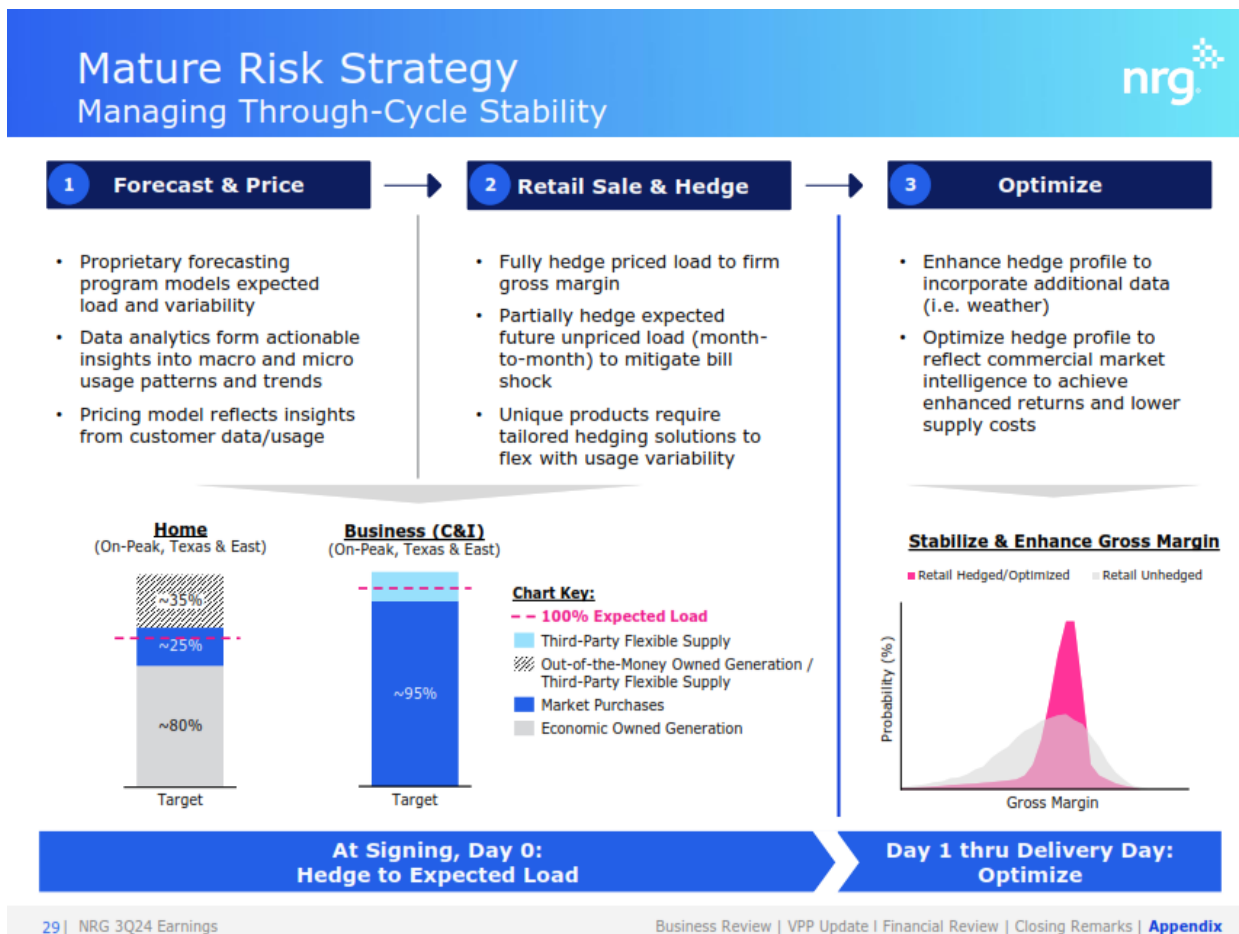 Mature Risk Strategy
Managing Through-Cycle Stability
nrg
1 Forecast & Price
2 Retail Sale & Hedge
3 Optimize
• Proprietary forecasting
program models expected
load and variability
• Data analytics form actionable
insights into macro and micro
usage patterns and trends
• Pricing model reflects insights
from customer data/usage
• Fully hedge priced load to firm
gross margin
• Partially hedge expected
future unpriced load (month-
to-month) to mitigate bill
shock
• Unique products require
tailored hedging solutions to
flex with usage variability
• Enhance hedge profile to
incorporate additional data
(i.e. weather)
• Optimize hedge profile to
reflect commercial market
intelligence to achieve
enhanced returns and lower
supply costs
Home
(On-Peak, Texas & East)
~35%
~25%
~80%
Target
Business (C&I)
(On-Peak, Texas & East)
~95%
Target
Chart Key:
100% Expected Load
Third-Party Flexible Supply
Out-of-the-Money Owned Generation /
Third-Party Flexible Supply
Market Purchases
Economic Owned Generation
Stabilize & Enhance Gross Margin
Retail Hedged/Optimized Retail Unhedged
Probability (%)
Gross Margin
At Signing, Day 0:
Hedge to Expected Load
Day 1 thru Delivery Day:
Optimize
29| NRG 3Q24 Earnings
Business Review | VPP Update I Financial Review | Closing Remarks | Appendix